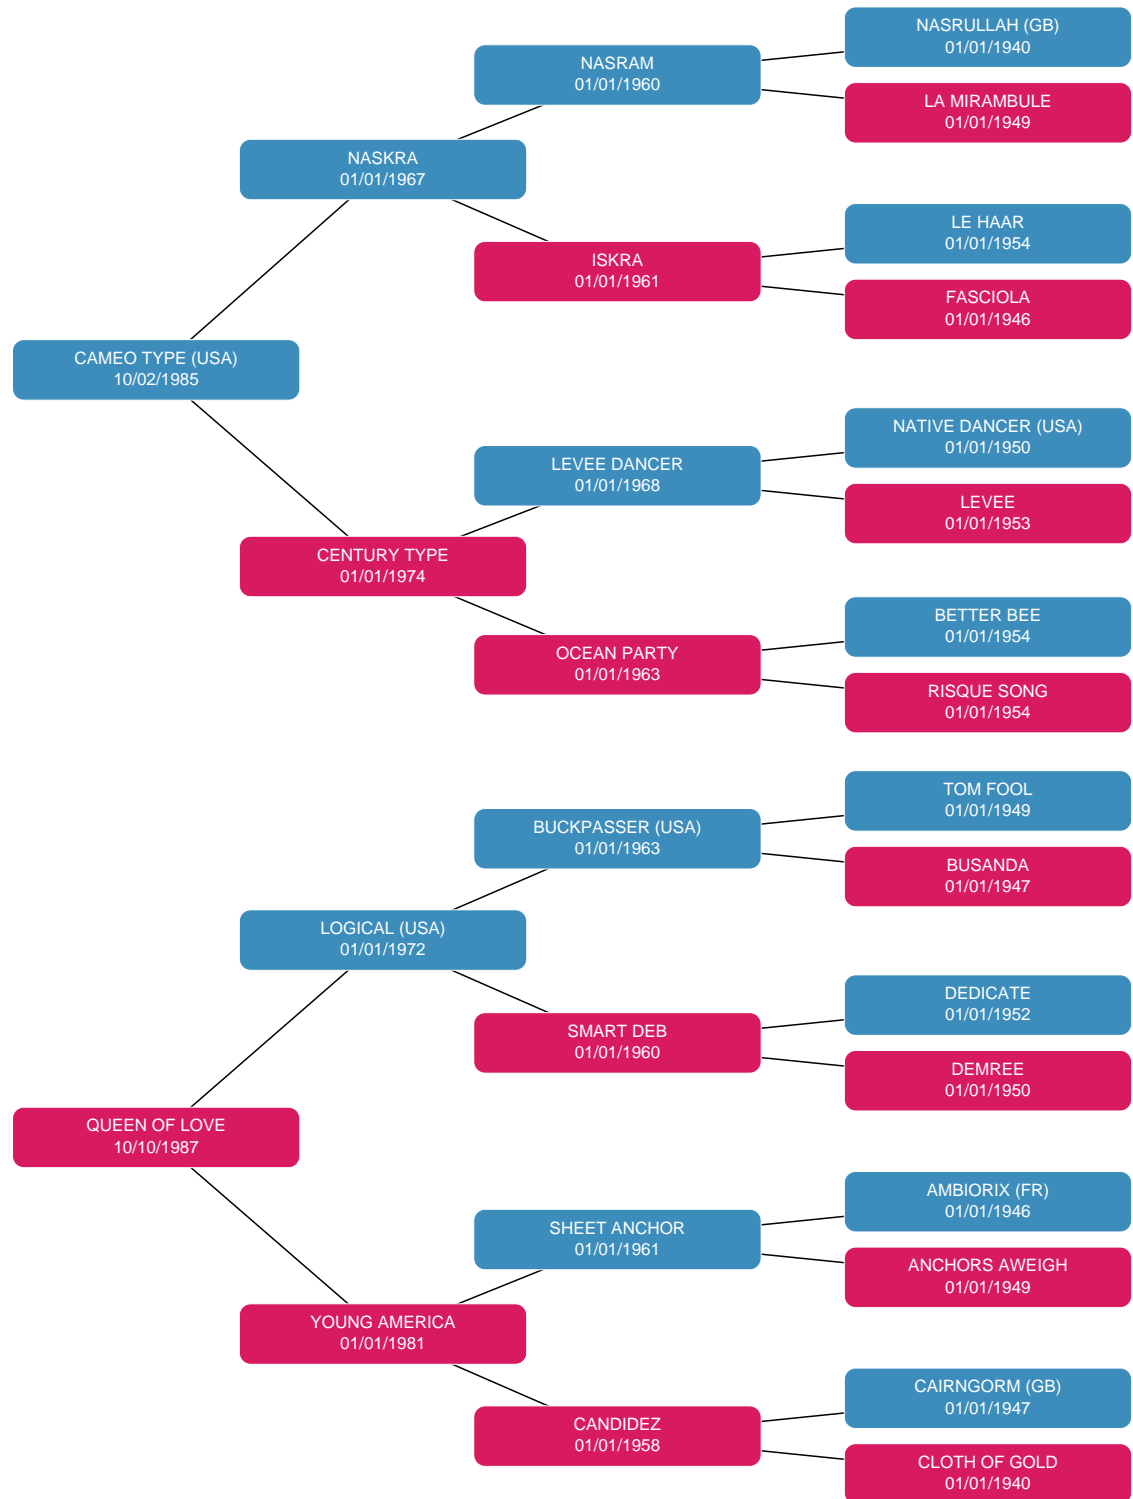 NASRULLAH (GB)
01/01/1940
NASRAM
01/01/1960
LA MIRAMBULE
01/01/1949
NASKRA
01/01/1967
LE HAAR
01/01/1954
ISKRA
01/01/1961
FASCIOLA
01/01/1946
CAMEO TYPE (USA)
10/02/1985
NATIVE DANCER (USA)
01/01/1950
LEVEE DANCER
01/01/1968
LEVEE
01/01/1953
CENTURY TYPE
01/01/1974
BETTER BEE
01/01/1954
OCEAN PARTY
01/01/1963
RISQUE SONG
01/01/1954
TOM FOOL
01/01/1949
BUCKPASSER (USA)
01/01/1963
BUSANDA
01/01/1947
LOGICAL (USA)
01/01/1972
DEDICATE
01/01/1952
SMART DEB
01/01/1960
DEMREE
01/01/1950
QUEEN OF LOVE
10/10/1987
AMBIORIX (FR)
01/01/1946
SHEET ANCHOR
01/01/1961
ANCHORS AWEIGH
01/01/1949
YOUNG AMERICA
01/01/1981
CAIRNGORM (GB)
01/01/1947
CANDIDEZ
01/01/1958
CLOTH OF GOLD
01/01/1940